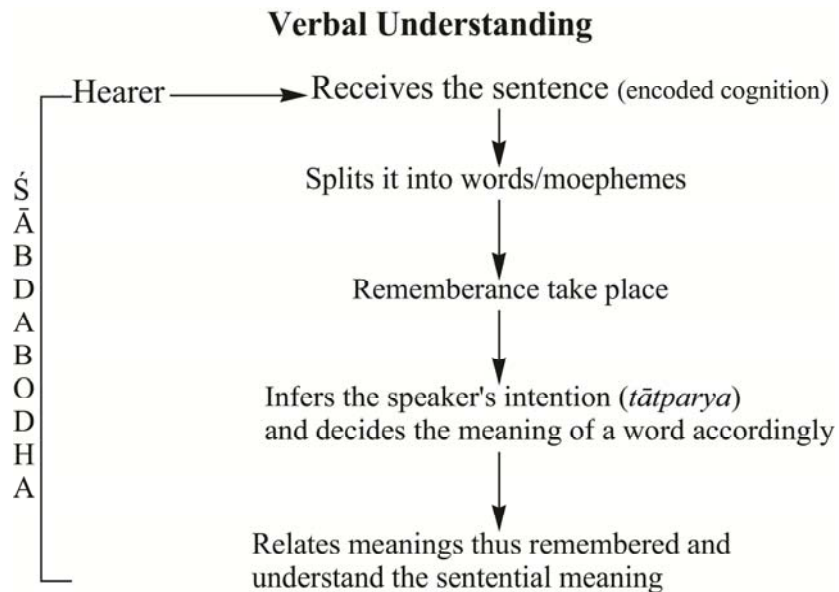 Verbal Understanding
Hearer
Receives the sentence (encoded cognition)
Splits it into words/moephemes
Rememberance take place
Infers the speaker's intention (tātparya)
and decides the meaning of a word accordingly
Relates meanings thus remembered and
understand the sentential meaning
Ś
Ā
B
D
A
B
O
D
H
A